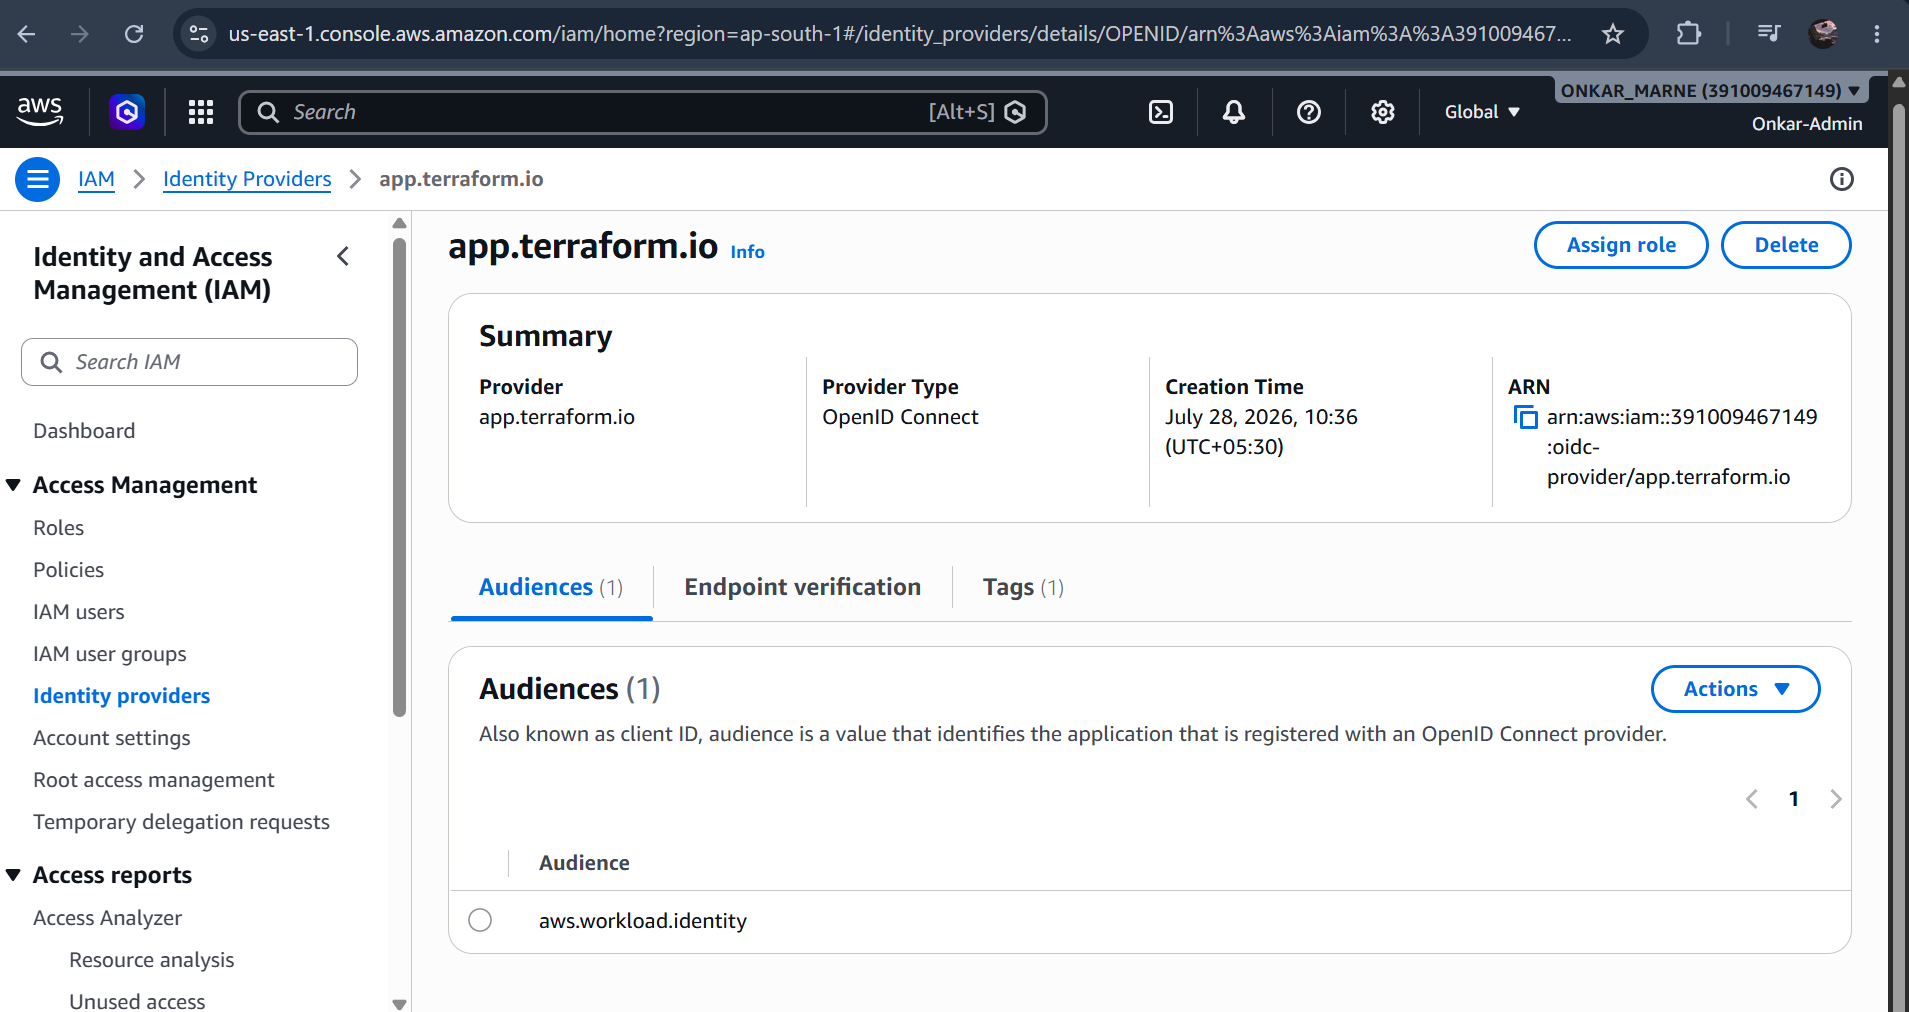 us-east-1.console.aws.amazon.com/iam/home?region=ap-south-1#/identity_providers/details/OPENID/arn%3Aaws%3Aiam%3A%3A391009467...
aws
Search
[Alt+S]
Global
ONKAR_MARNE (391009467149)
Onkar-Admin
IAM
Identity Providers
app.terraform.io
Identity and Access
Management (IAM)
Search IAM
Dashboard
Access Management
Roles
Policies
IAM users
IAM user groups
Identity providers
Account settings
Root access management
Temporary delegation requests
Access reports
Access Analyzer
Resource analysis
Unused access
app.terraform.io Info
Assign role
Delete
Summary
Provider
app.terraform.io
Provider Type
OpenID Connect
Creation Time
July 28, 2026, 10:36
(UTC+05:30)
ARN
arn:aws:iam::391009467149
:oidc-
provider/app.terraform.io
Audiences (1)
Endpoint verification
Tags (1)
Audiences (1)
Actions
Also known as client ID, audience is a value that identifies the application that is registered with an OpenID Connect provider.
1
Audience
aws.workload.identity